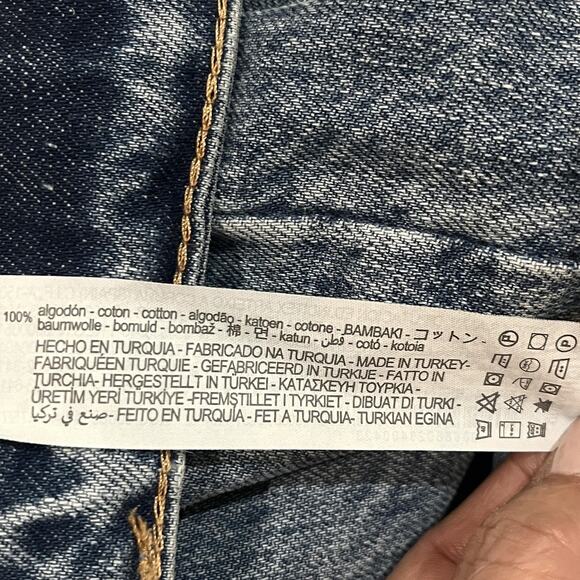 100% algodón - coton - cotton - algodão - katoen - cotone - BAMBAKI - コットン -
baumwolle - bomuld - bombaž - 棉 - 면 - katun - قطن - cotó - kotoia
HECHO EN TURQUIA - FABRICADO NA TURQUIA - MADE IN TURKEY-
FABRIQUÉEN TURQUIE - GEFABRICEERD IN TURKIJE - FATTO IN
TURCHIA- HERGESTELLT IN TÜRKEI - ΚΑΤΑΣΚΕΥΗ ΤΟΥΡΚΙΑ -
ÜRETİM YERİ TÜRKİYE -FREMSTILLET I TYRKIET - DIBUAT DI TURKI -
صنع في تركيا - FEITO EN TURQUÍA - FET A TURQUIA- TURKIAN EGINA